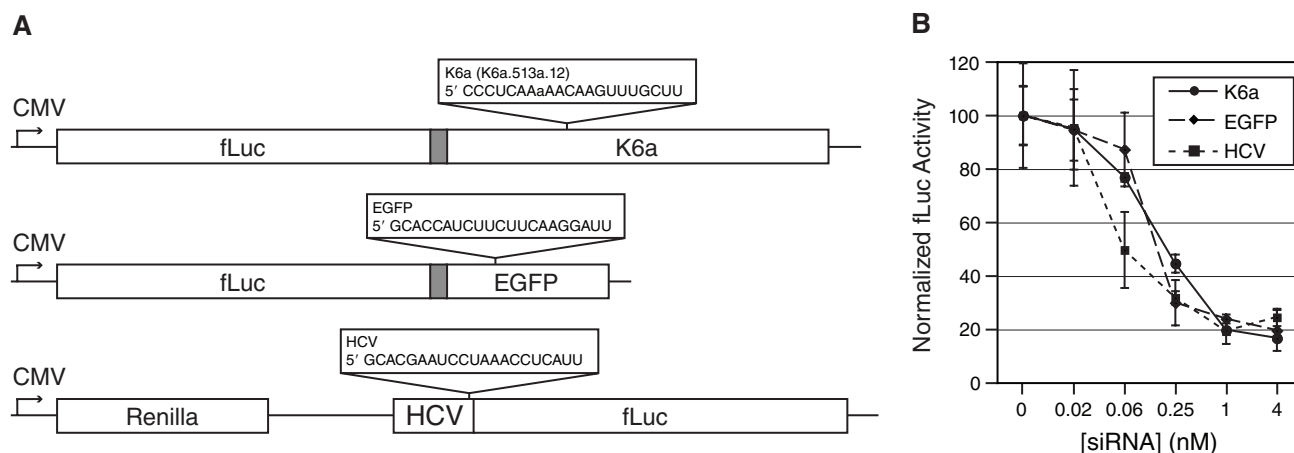 A
CMV
K6a (K6a.513a.12)
5′ CCCUCAAaAACAAGUUUGCUU
fLuc
K6a
CMV
EGFP
5′ GCACCAUCUUCUUCAAGGAUU
fLuc
EGFP
CMV
HCV
5′ GCACGAAUCCUAAACCUCAUU
Renilla
HCV
fLuc
B
Normalized fLuc Activity
120
100
80
60
40
20
0
K6a
EGFP
HCV
0 0.02 0.06 0.25 1 4
[siRNA] (nM)